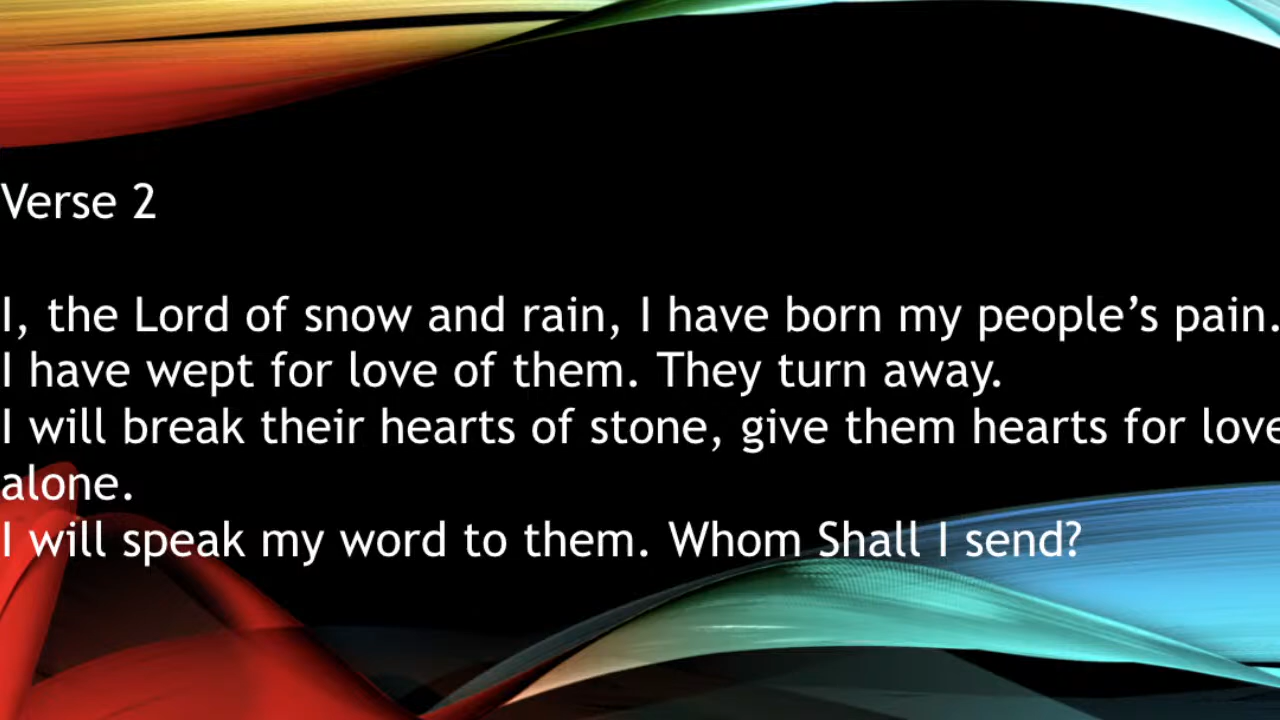 Verse 2
I, the Lord of snow and rain, I have born my people’s pain.
I have wept for love of them. They turn away.
I will break their hearts of stone, give them hearts for love
alone.
I will speak my word to them. Whom Shall I send?